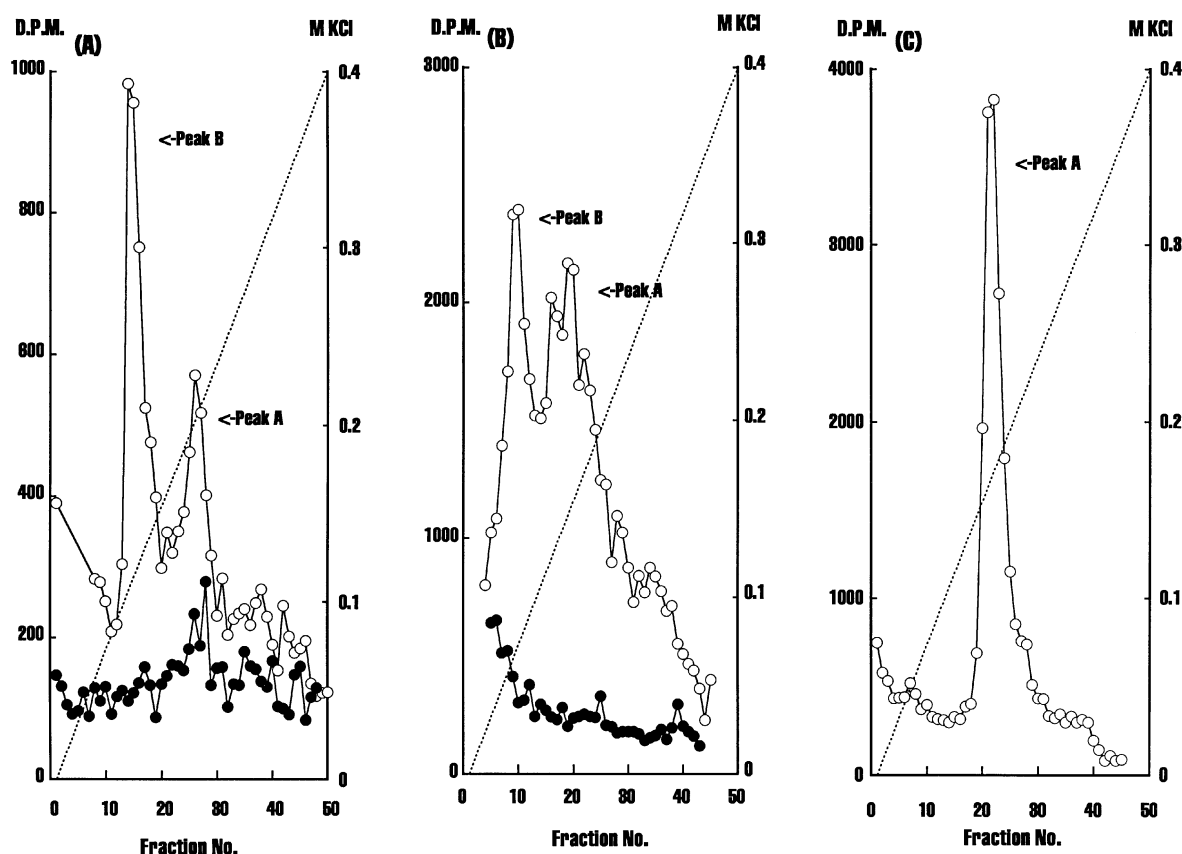 D.P.M. (A) M KCl
1000
800
600
400
200
0
0.4
0.3
0.2
0.1
0
<-Peak B
<-Peak A
0 10 20 30 40 50
Fraction No.
D.P.M. (B) M KCl
3000
2000
1000
0
0.4
0.3
0.2
0.1
0
<-Peak B
<-Peak A
0 10 20 30 40 50
Fraction No.
D.P.M. (C) M KCl
4000
3000
2000
1000
0
0.4
0.3
0.2
0.1
0
<-Peak A
0 10 20 30 40 50
Fraction No.